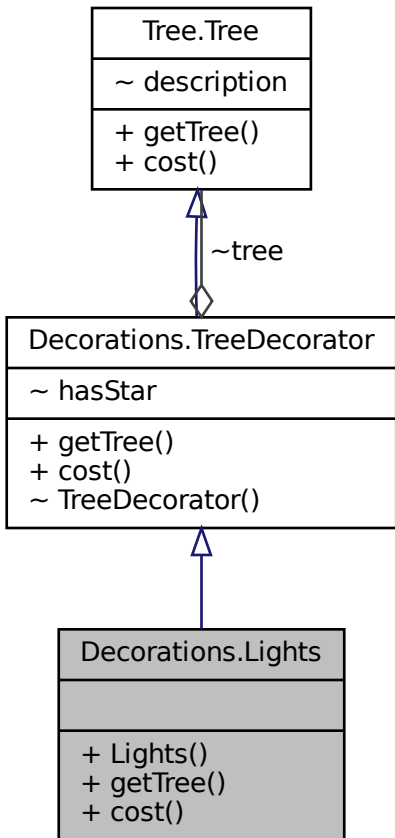 Tree.Tree
~ description
+ getTree()
+ cost()
~tree
Decorations.TreeDecorator
~ hasStar
+ getTree()
+ cost()
~ TreeDecorator()
Decorations.Lights
+ Lights()
+ getTree()
+ cost()